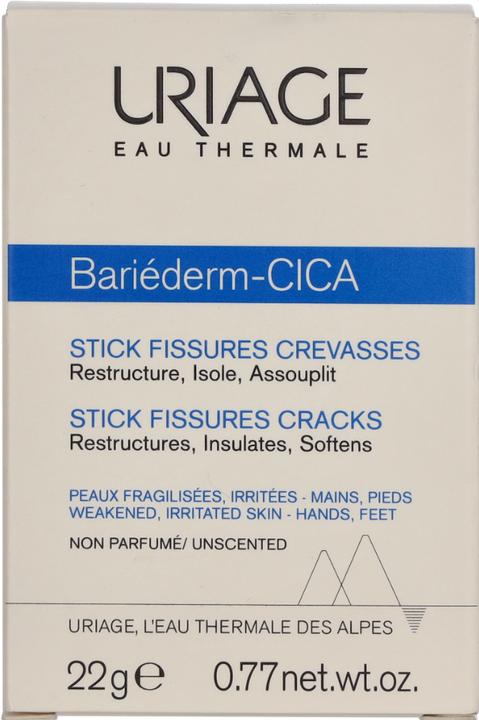 URIAGE
EAU THERMALE
Bariéderm-CICA
STICK FISSURES CREVASSES
Restructure, Isole, Assouplit
STICK FISSURES CRACKS
Restructures, Insulates, Softens
PEAUX FRAGILISÉES, IRRITÉES - MAINS, PIEDS
WEAKENED, IRRITATED SKIN - HANDS, FEET
NON PARFUMÉ/ UNSCENTED
URIAGE, L'EAU THERMALE DES ALPES
22g℮ 0.77net.wt.oz.